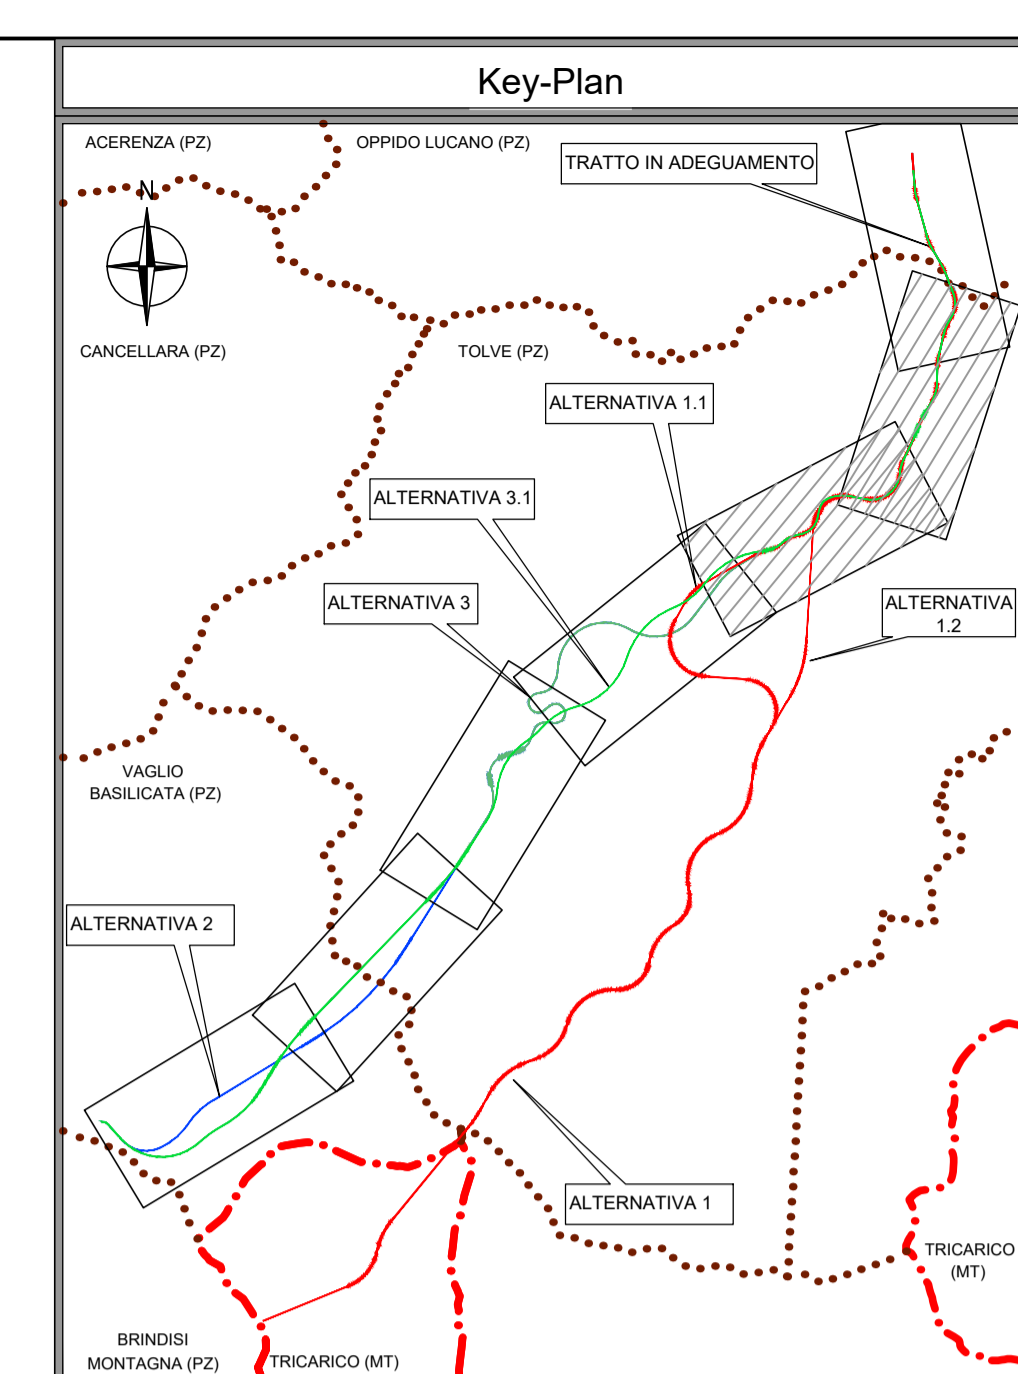 Key-Plan
ACERENZA (PZ)
OPPIDO LUCANO (PZ)
TRATTO IN ADEGUAMENTO
N
CANCELLARA (PZ)
TOLVE (PZ)
ALTERNATIVA 1.1
ALTERNATIVA 3.1
ALTERNATIVA 3
ALTERNATIVA
1.2
VAGLIO
BASILICATA (PZ)
ALTERNATIVA 2
ALTERNATIVA 1
TRICARICO
(MT)
BRINDISI
MONTAGNA (PZ)
TRICARICO (MT)